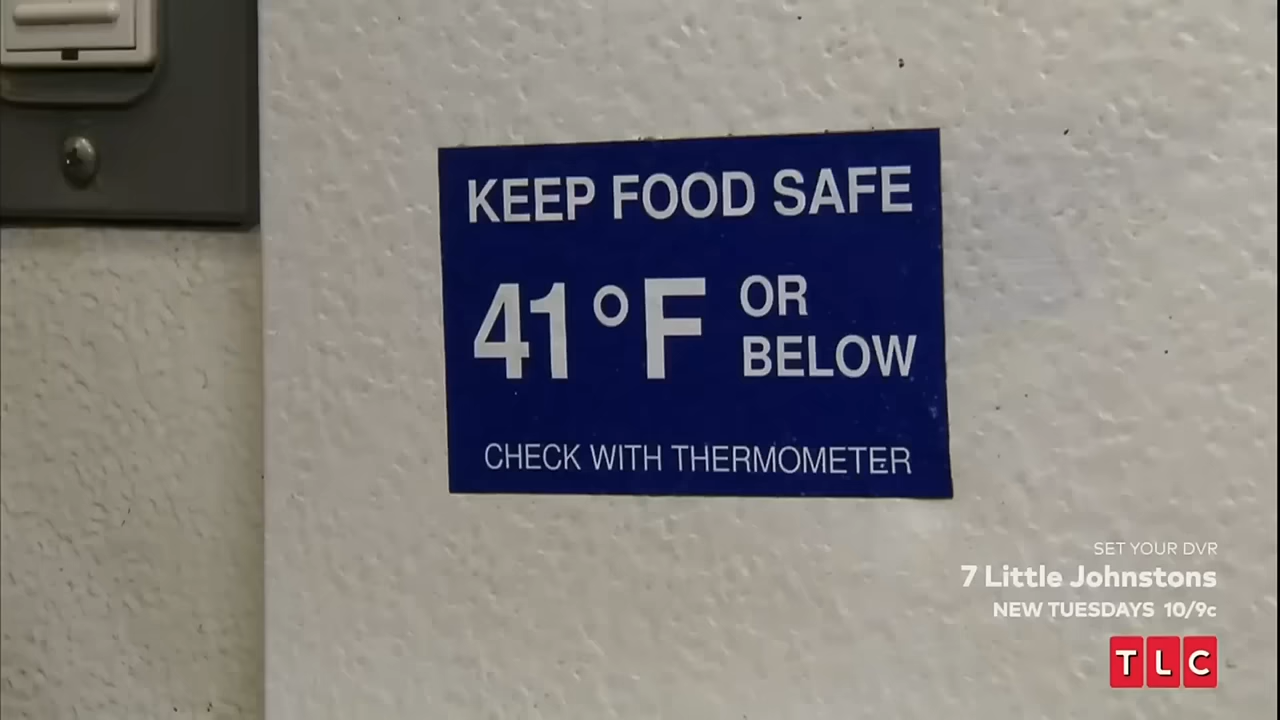 KEEP FOOD SAFE
41°F OR BELOW
CHECK WITH THERMOMETER
SET YOUR DVR
7 Little Johnstons
NEW TUESDAYS 10/9c
TLC